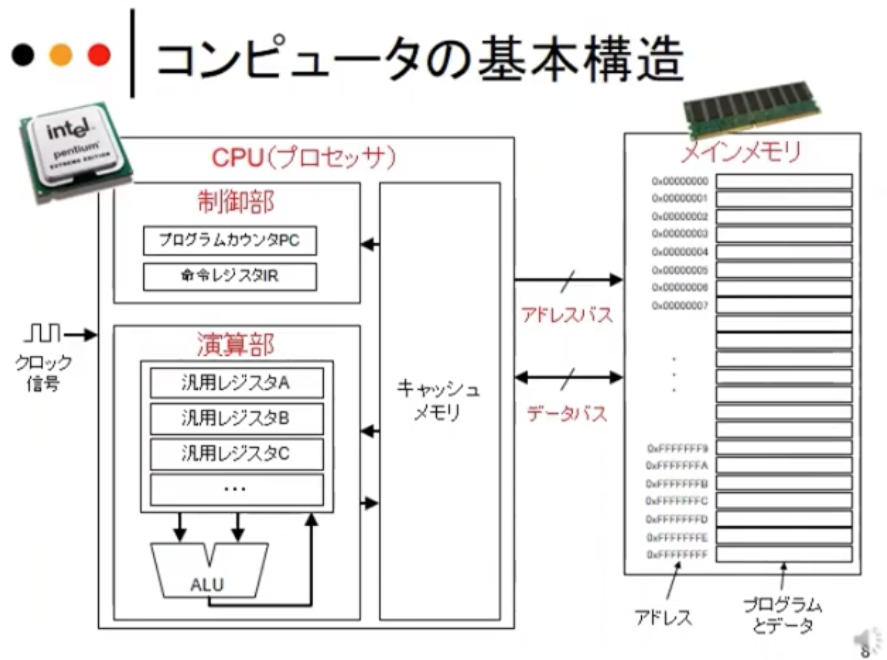 コンピュータの基本構造
intel
pentium
EXTREME EDITION
CPU(プロセッサ)
制御部
プログラムカウンタPC
命令レジスタIR
クロック
信号
演算部
汎用レジスタA
汎用レジスタB
汎用レジスタC
...
ALU
キャッシュ
メモリ
アドレスバス
データバス
メインメモリ
0x00000000
0x00000001
0x00000002
0x00000003
0x00000004
0x00000005
0x00000006
0x00000007
0xFFFFFFF9
0xFFFFFFFA
0xFFFFFFFB
0xFFFFFFFC
0xFFFFFFFD
0xFFFFFFFE
0xFFFFFFFF
アドレス
プログラム
とデータ
8